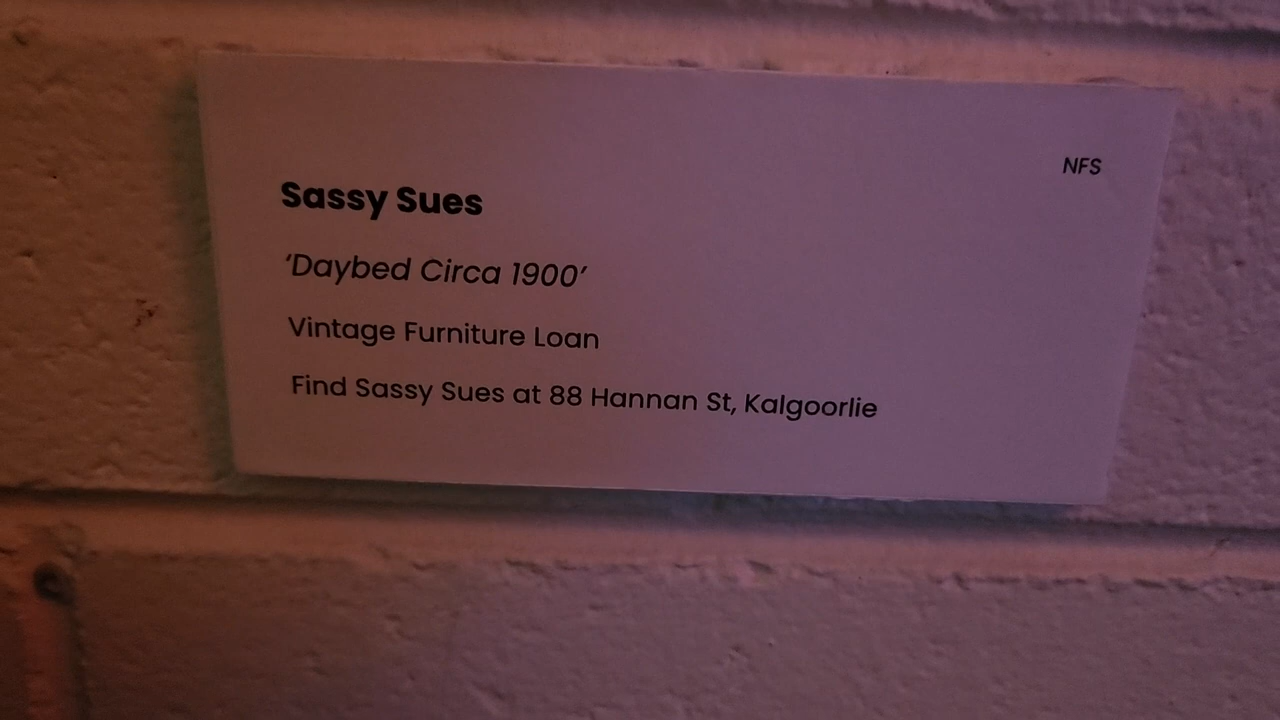 NFS
Sassy Sues
‘Daybed Circa 1900’
Vintage Furniture Loan
Find Sassy Sues at 88 Hannan St, Kalgoorlie